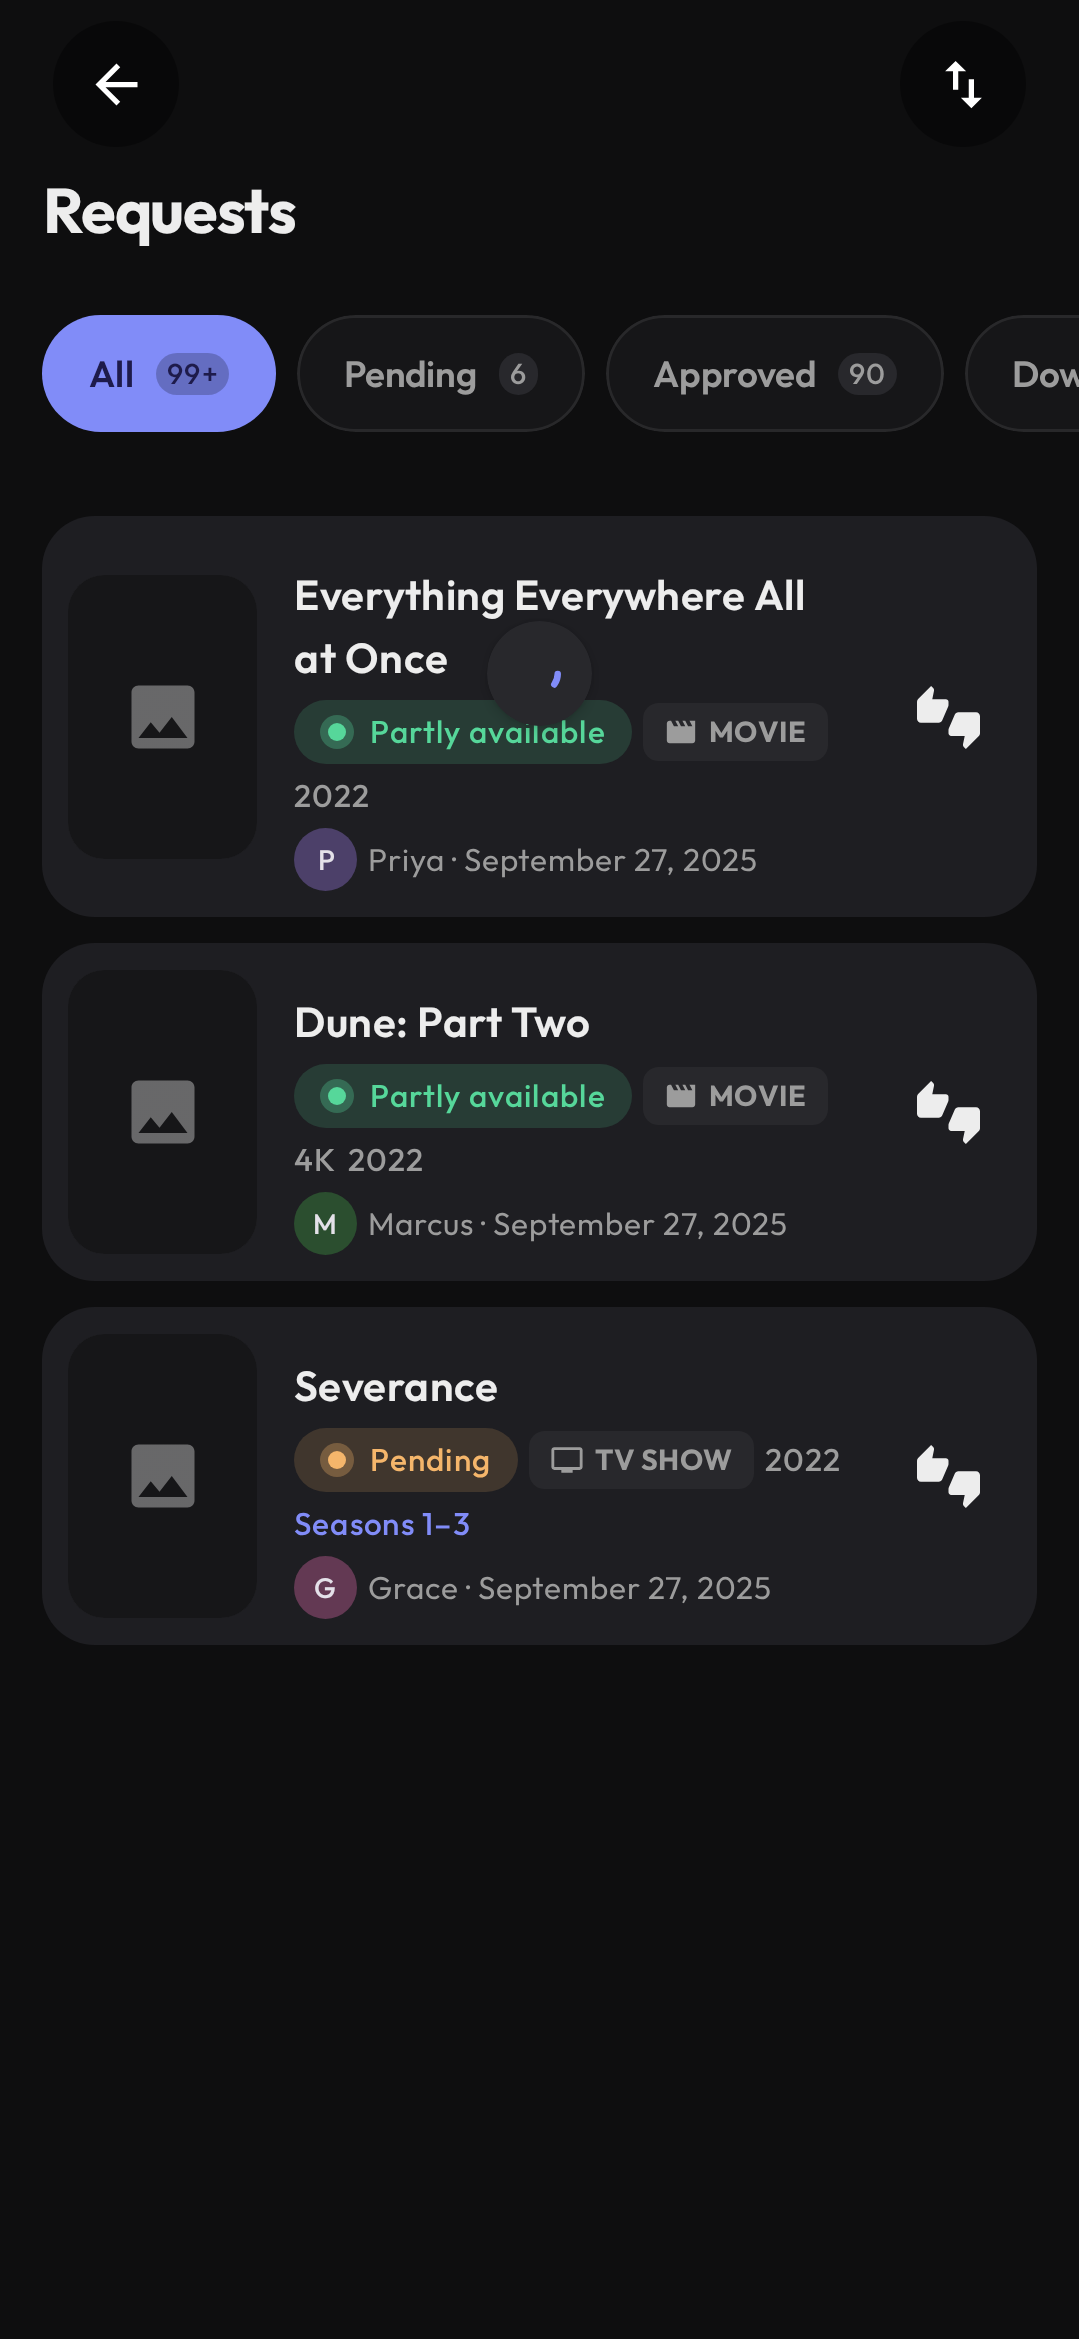 Requests
All 99+
Pending 6
Approved 90
Dow
Everything Everywhere All
at Once
Partly available
MOVIE
2022
P Priya · September 27, 2025
Dune: Part Two
Partly available
MOVIE
4K 2022
M Marcus · September 27, 2025
Severance
Pending
TV SHOW 2022
Seasons 1–3
G Grace · September 27, 2025